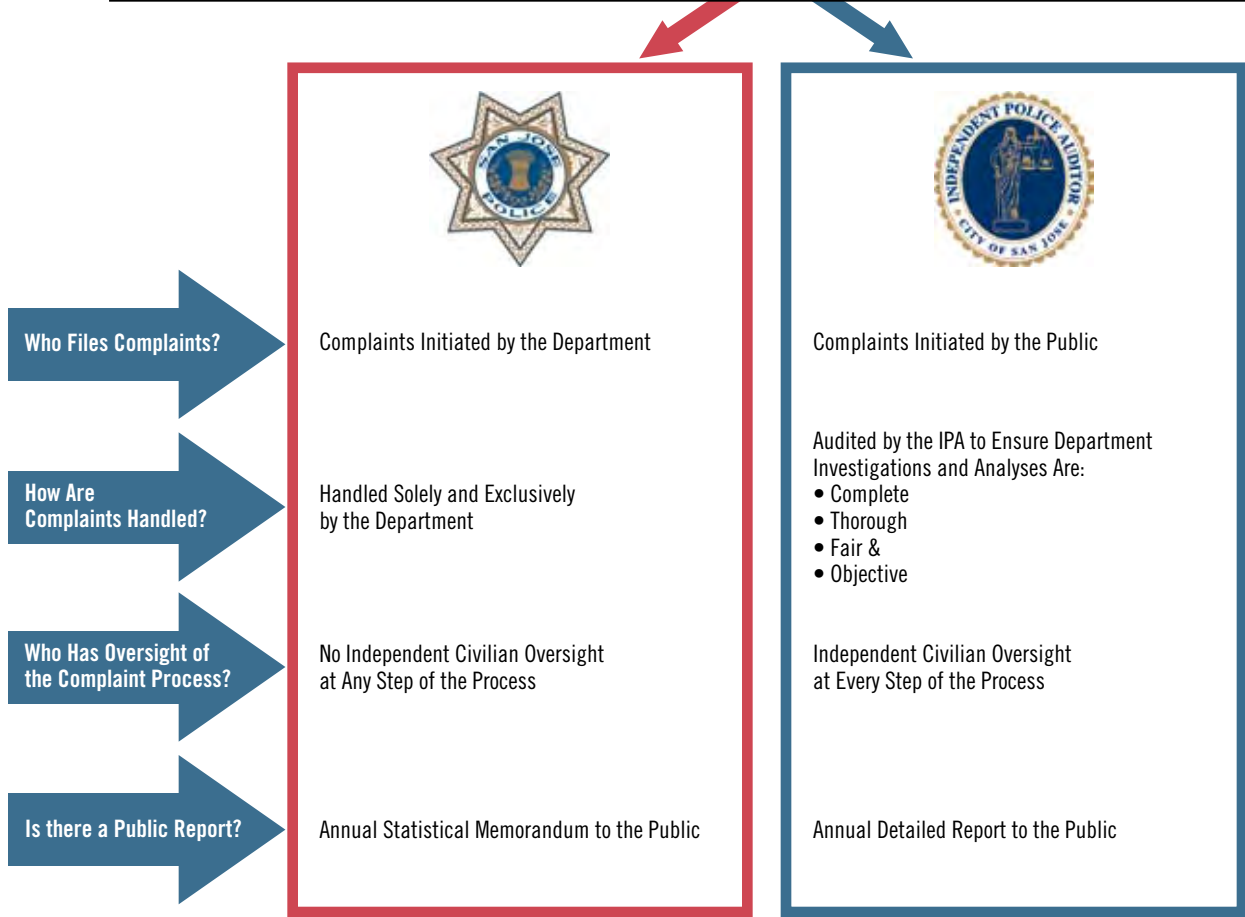 SAN JOSE
POLICE
INDEPENDENT POLICE AUDITOR
CITY OF SAN JOSE
Who Files Complaints?
Complaints Initiated by the Department
Complaints Initiated by the Public
How Are
Complaints Handled?
Handled Solely and Exclusively
by the Department
Audited by the IPA to Ensure Department
Investigations and Analyses Are:
• Complete
• Thorough
• Fair &
• Objective
Who Has Oversight of
the Complaint Process?
No Independent Civilian Oversight
at Any Step of the Process
Independent Civilian Oversight
at Every Step of the Process
Is there a Public Report?
Annual Statistical Memorandum to the Public
Annual Detailed Report to the Public